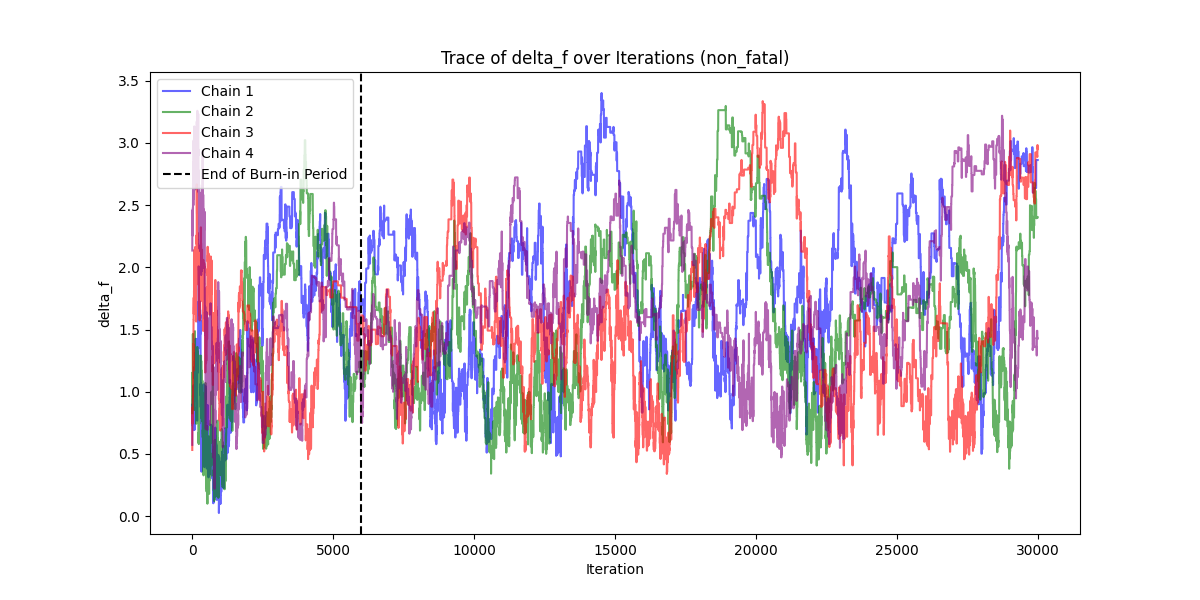 Trace of delta_f over Iterations (non_fatal)
Chain 1
Chain 2
Chain 3
Chain 4
End of Burn-in Period
3.5
3.0
2.5
2.0
1.5
1.0
0.5
0.0
delta_f
0
5000
10000
15000
20000
25000
30000
Iteration